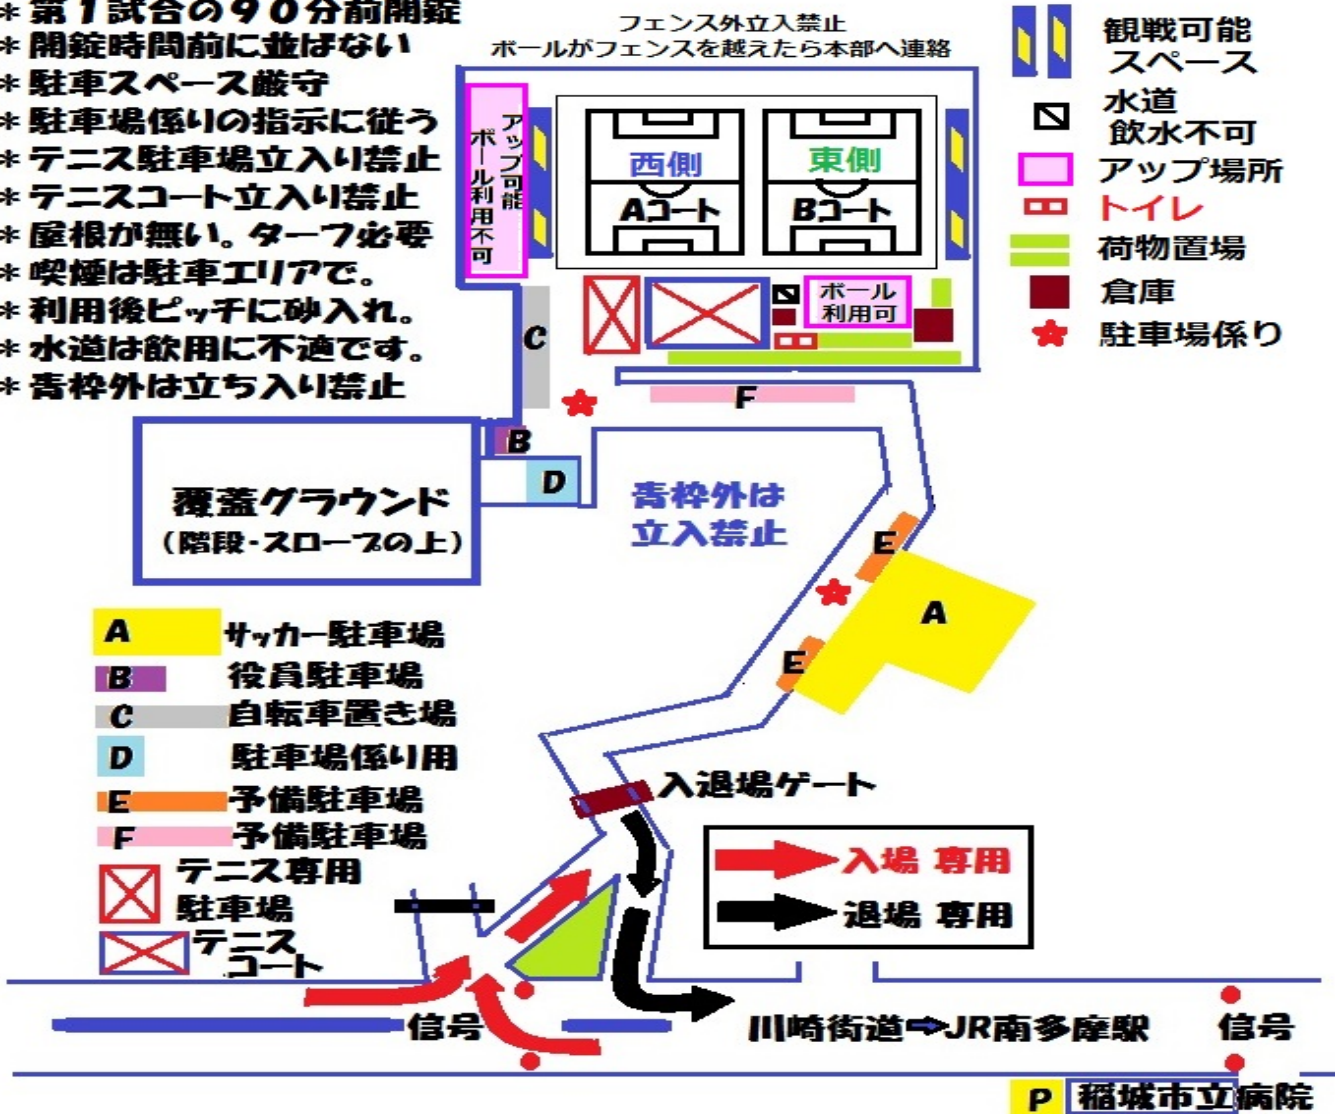 ＊第１試合の９０分前開錠
＊開錠時間前に並ばない
＊駐車スペース厳守
＊駐車場係りの指示に従う
＊テニス駐車場立入り禁止
＊テニスコート立入り禁止
＊屋根が無い。タープ必要
＊喫煙は駐車エリアで。
＊利用後ピッチに砂入れ。
＊水道は飲用に不適です。
＊青枠外は立ち入り禁止
フェンス外立入禁止
ボールがフェンスを越えたら本部へ連絡
観戦可能
スペース
水道
飲水不可
アップ場所
トイレ
荷物置場
倉庫
駐車場係り
アップ可能
ボール利用不可
西側
Aコート
東側
Bコート
ボール
利用可
C
F
B
D
覆蓋グラウンド
（階段・スロープの上）
青枠外は
立入禁止
E
A
E
A サッカー駐車場
B 役員駐車場
C 自転車置き場
D 駐車場係り用
E 予備駐車場
F 予備駐車場
テニス専用
駐車場
テニス
コート
入退場ゲート
入場 専用
退場 専用
信号
川崎街道➡JR南多摩駅
信号
P 稲城市立病院